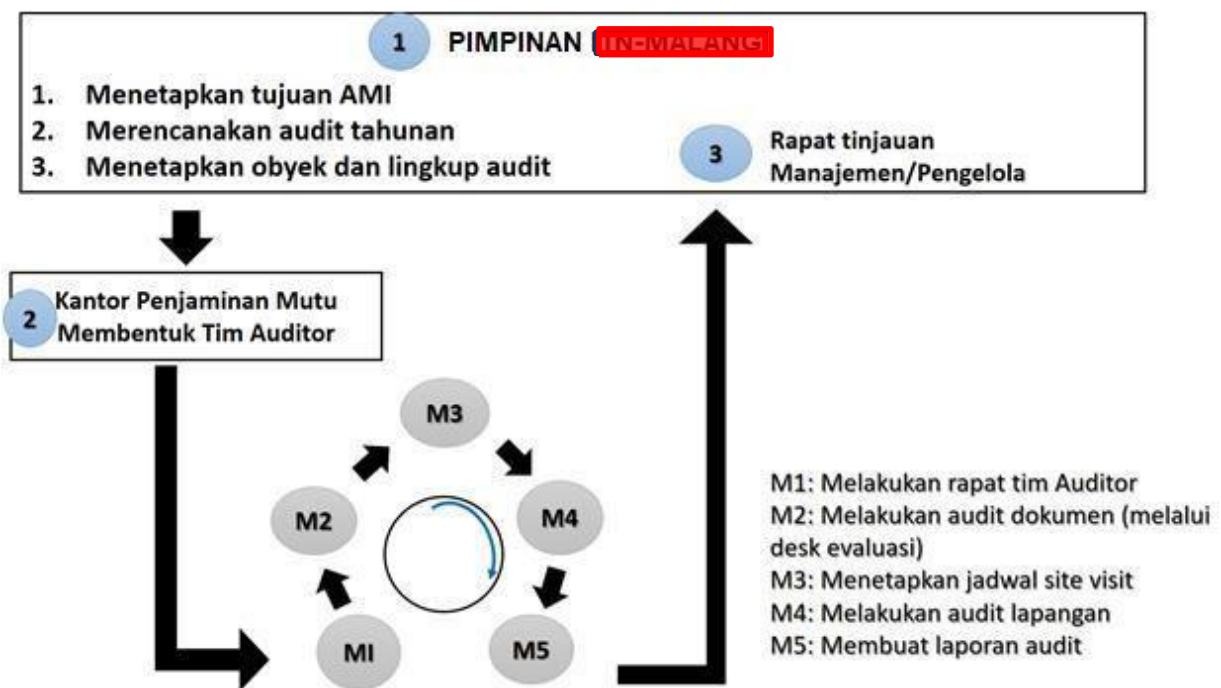 1 PIMPINAN
1. Menetapkan tujuan AMI
2. Merencanakan audit tahunan
3. Menetapkan obyek dan lingkup audit
3 Rapat tinjauan
Manajemen/Pengelola
2 Kantor Penjaminan Mutu
Membentuk Tim Auditor
M3
M2
M4
MI
M5
M1: Melakukan rapat tim Auditor
M2: Melakukan audit dokumen (melalui
desk evaluasi)
M3: Menetapkan jadwal site visit
M4: Melakukan audit lapangan
M5: Membuat laporan audit